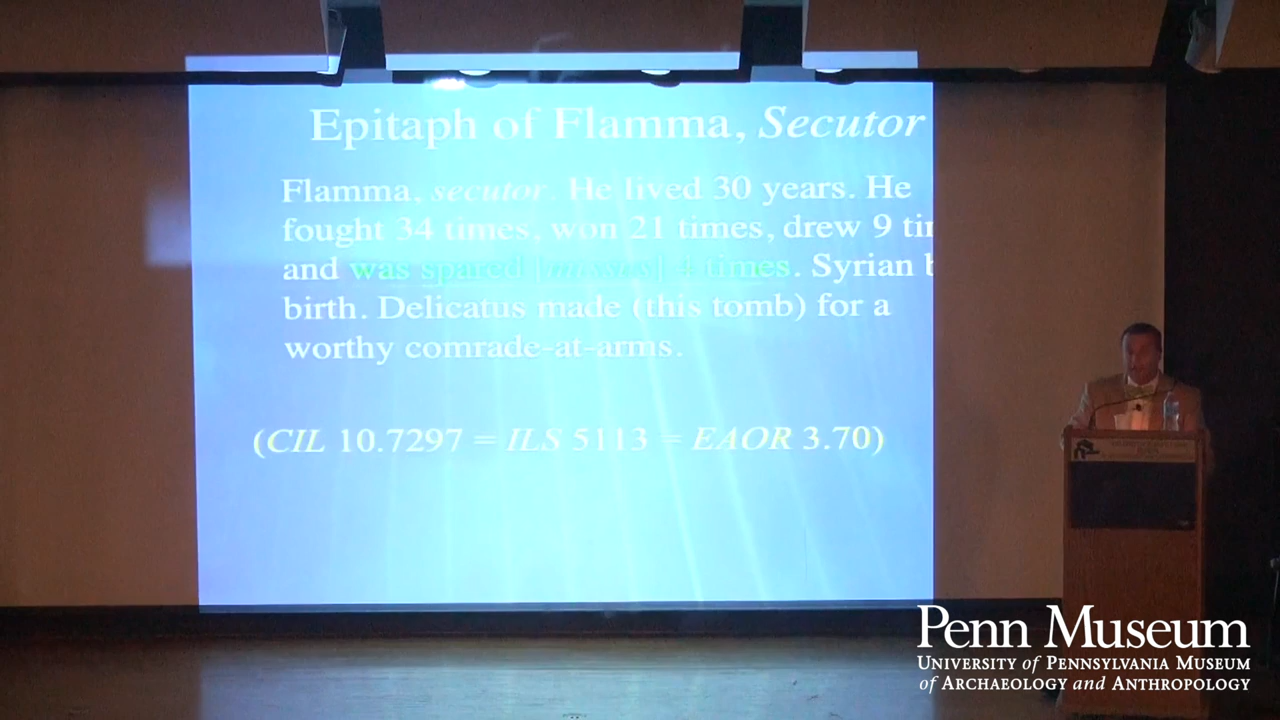 Epitaph of Flamma, Secutor
Flamma, secutor. He lived 30 years. He
fought 34 times, won 21 times, drew 9
and was spared [missus] 4 times. Syrian
birth. Delicatus made (this tomb) for a
worthy comrade-at-arms.
(CIL 10.7297 = ILS 5113 = EAOR 3.70)
Penn Museum
UNIVERSITY of PENNSYLVANIA MUSEUM
of ARCHAEOLOGY and ANTHROPOLOGY